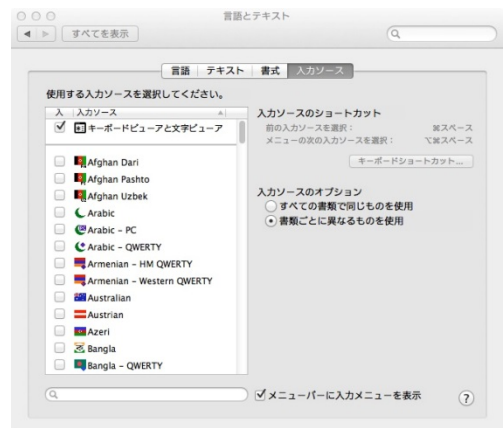 言語とテキスト
すべてを表示
言語 テキスト 書式 入力ソース
使用する入力ソースを選択してください。
入 入力ソース
キーボードビューアと文字ビューア
Afghan Dari
Afghan Pashto
Afghan Uzbek
Arabic
Arabic – PC
Arabic – QWERTY
Armenian – HM QWERTY
Armenian – Western QWERTY
Australian
Austrian
Azeri
Bangla
Bangla – QWERTY
入力ソースのショートカット
前の入力ソースを選択： ⌘スペース
メニューの次の入力ソースを選択： ⌥⌘スペース
キーボードショートカット...
入力ソースのオプション
すべての書類で同じものを使用
書類ごとに異なるものを使用
メニューバーに入力メニューを表示
?